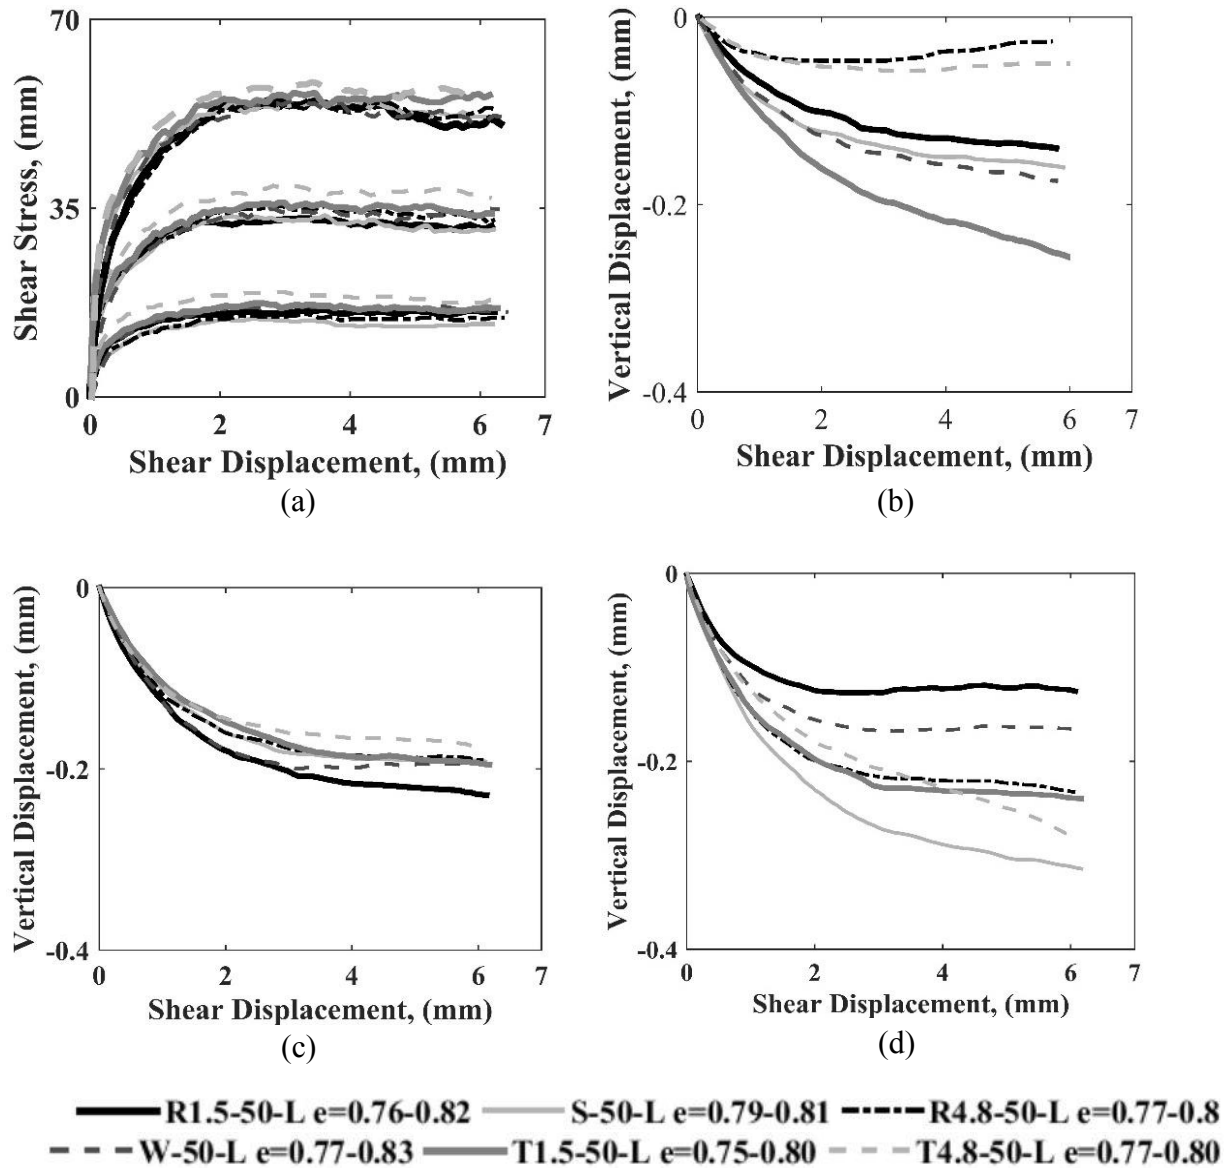 (a)
70
35
0
Shear Stress, (mm)
0 2 4 6 7
Shear Displacement, (mm)
(a)
0
-0.2
-0.4
Vertical Displacement, (mm)
0 2 4 6 7
Shear Displacement, (mm)
(b)
0
-0.2
-0.4
Vertical Displacement, (mm)
0 2 4 6 7
Shear Displacement, (mm)
(c)
0
-0.2
-0.4
Vertical Displacement, (mm)
0 2 4 6 7
Shear Displacement, (mm)
(d)
R1.5-50-L e=0.76-0.82 S-50-L e=0.79-0.81 R4.8-50-L e=0.77-0.8
W-50-L e=0.77-0.83 T1.5-50-L e=0.75-0.80 T4.8-50-L e=0.77-0.80